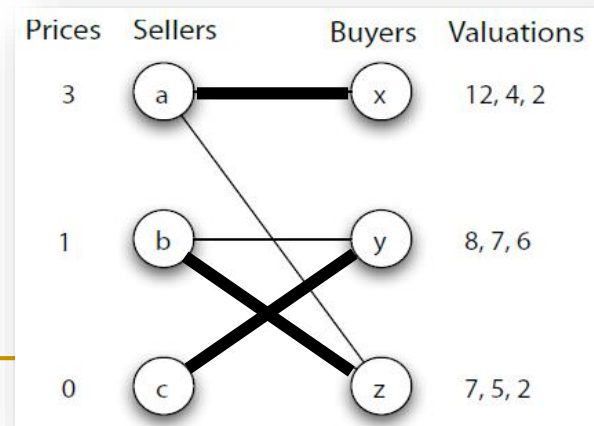 Prices Sellers Buyers Valuations
3 a x 12, 4, 2
1 b y 8, 7, 6
0 c z 7, 5, 2